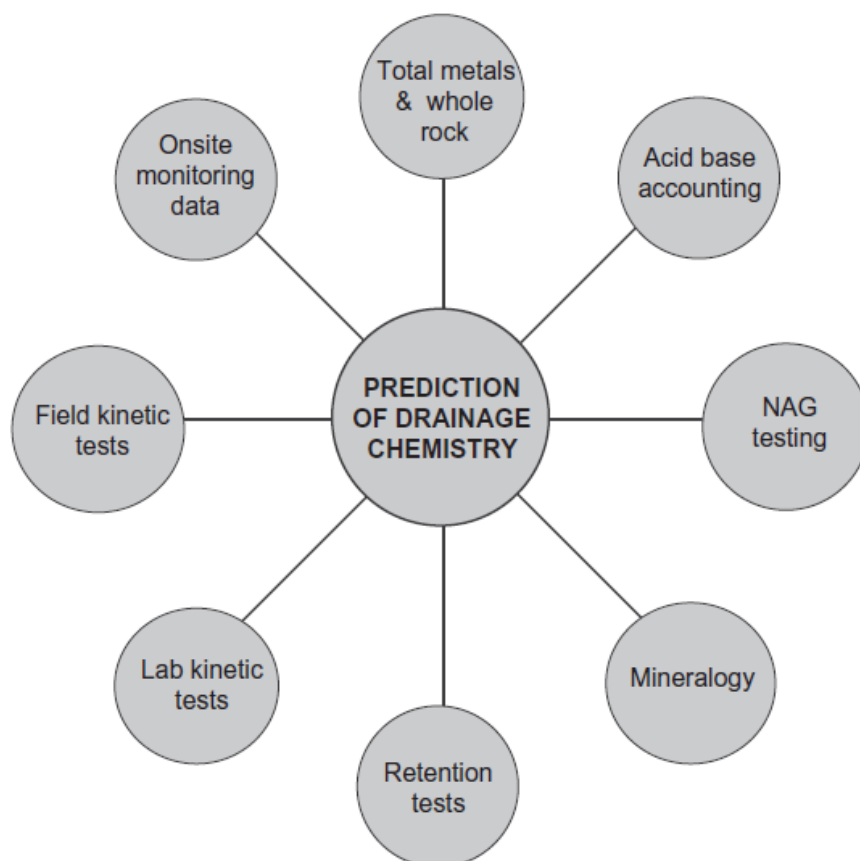 Total metals
& whole
rock
Acid base
accounting
NAG
testing
Mineralogy
Retention
tests
Lab kinetic
tests
Field kinetic
tests
Onsite
monitoring
data
PREDICTION
OF DRAINAGE
CHEMISTRY